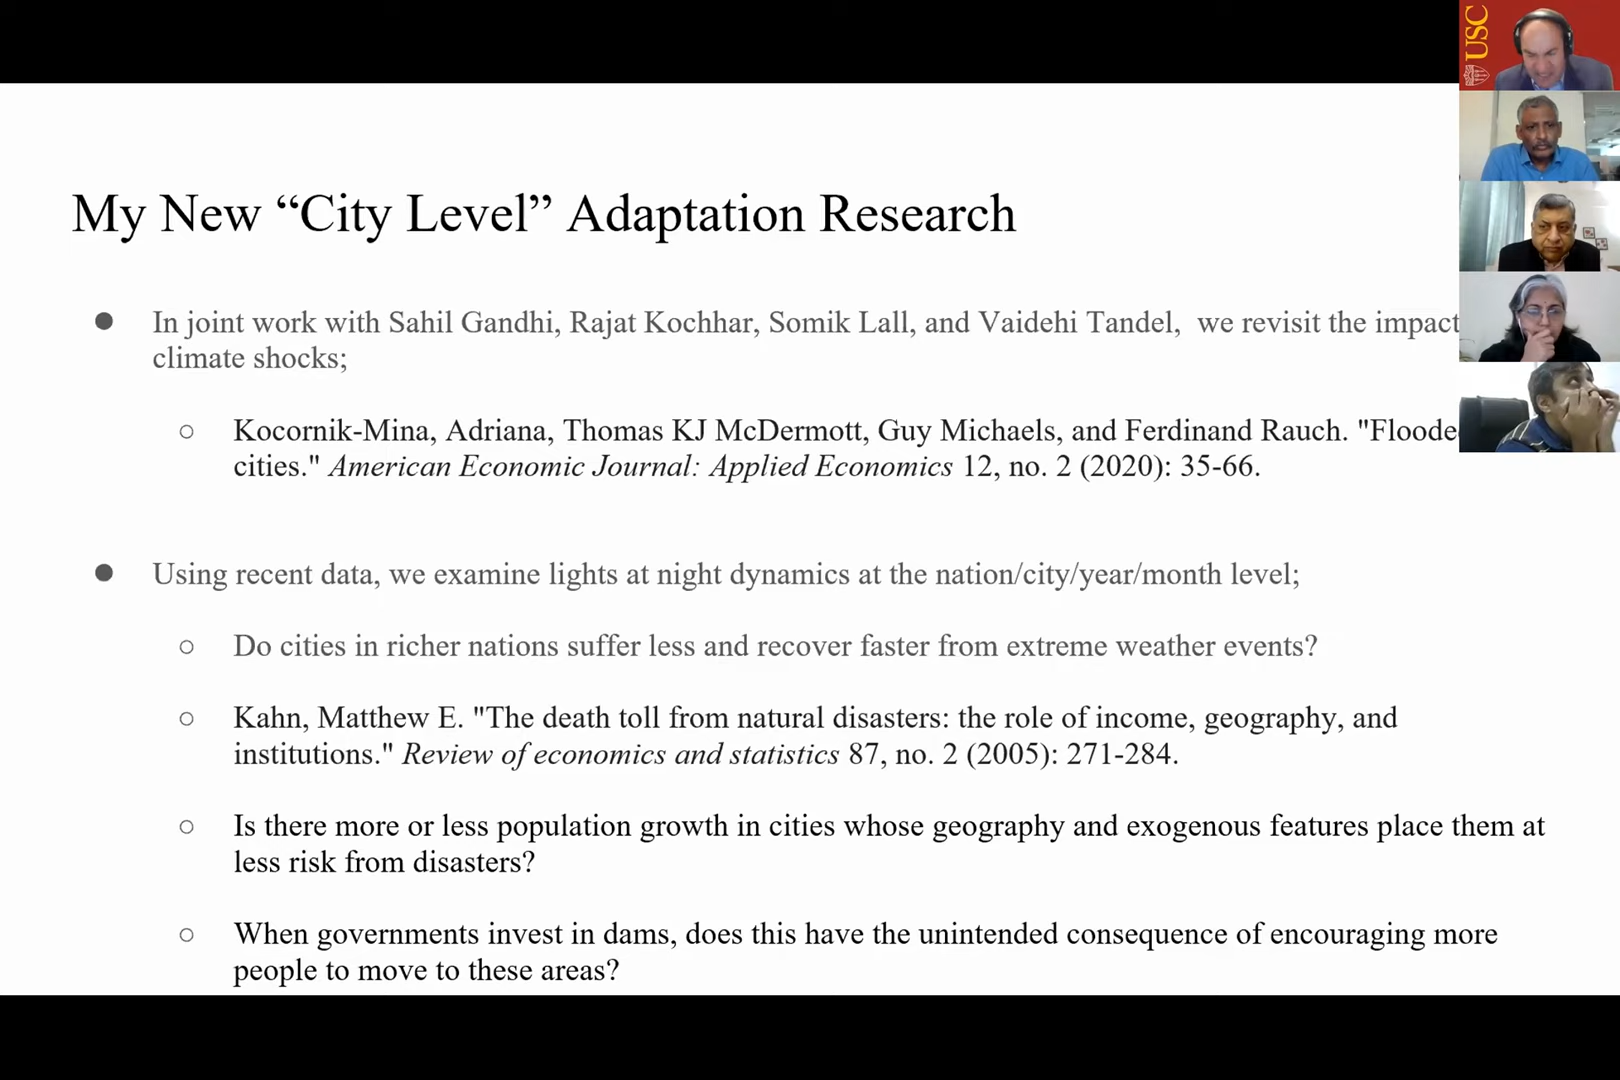 My New “City Level” Adaptation Research
USC
● In joint work with Sahil Gandhi, Rajat Kochhar, Somik Lall, and Vaidehi Tandel,  we revisit the impact
climate shocks;
○ Kocornik-Mina, Adriana, Thomas KJ McDermott, Guy Michaels, and Ferdinand Rauch. "Floode
cities." American Economic Journal: Applied Economics 12, no. 2 (2020): 35-66.
● Using recent data, we examine lights at night dynamics at the nation/city/year/month level;
○ Do cities in richer nations suffer less and recover faster from extreme weather events?
○ Kahn, Matthew E. "The death toll from natural disasters: the role of income, geography, and
institutions." Review of economics and statistics 87, no. 2 (2005): 271-284.
○ Is there more or less population growth in cities whose geography and exogenous features place them at
less risk from disasters?
○ When governments invest in dams, does this have the unintended consequence of encouraging more
people to move to these areas?